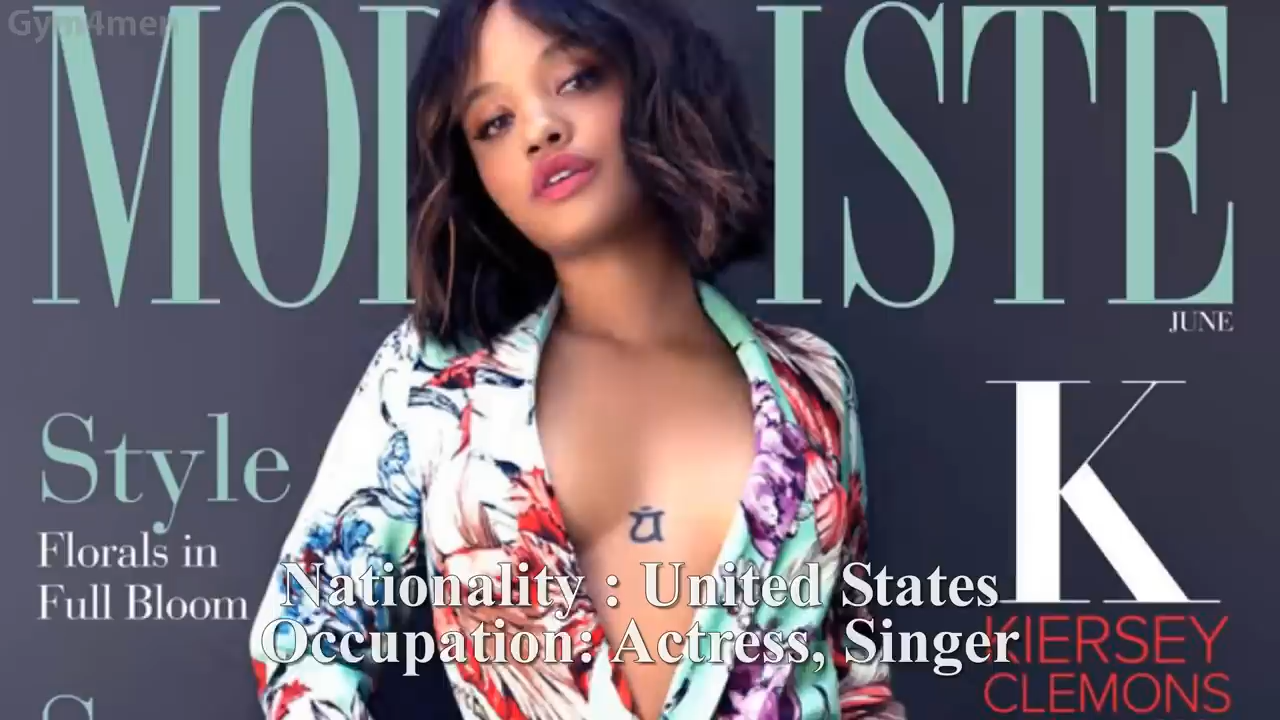 Gym4men
MO ISTE
JUNE
Style
Florals in
Full Bloom
K
KIERSEY
CLEMONS
Nationality : United States
Occupation: Actress, Singer